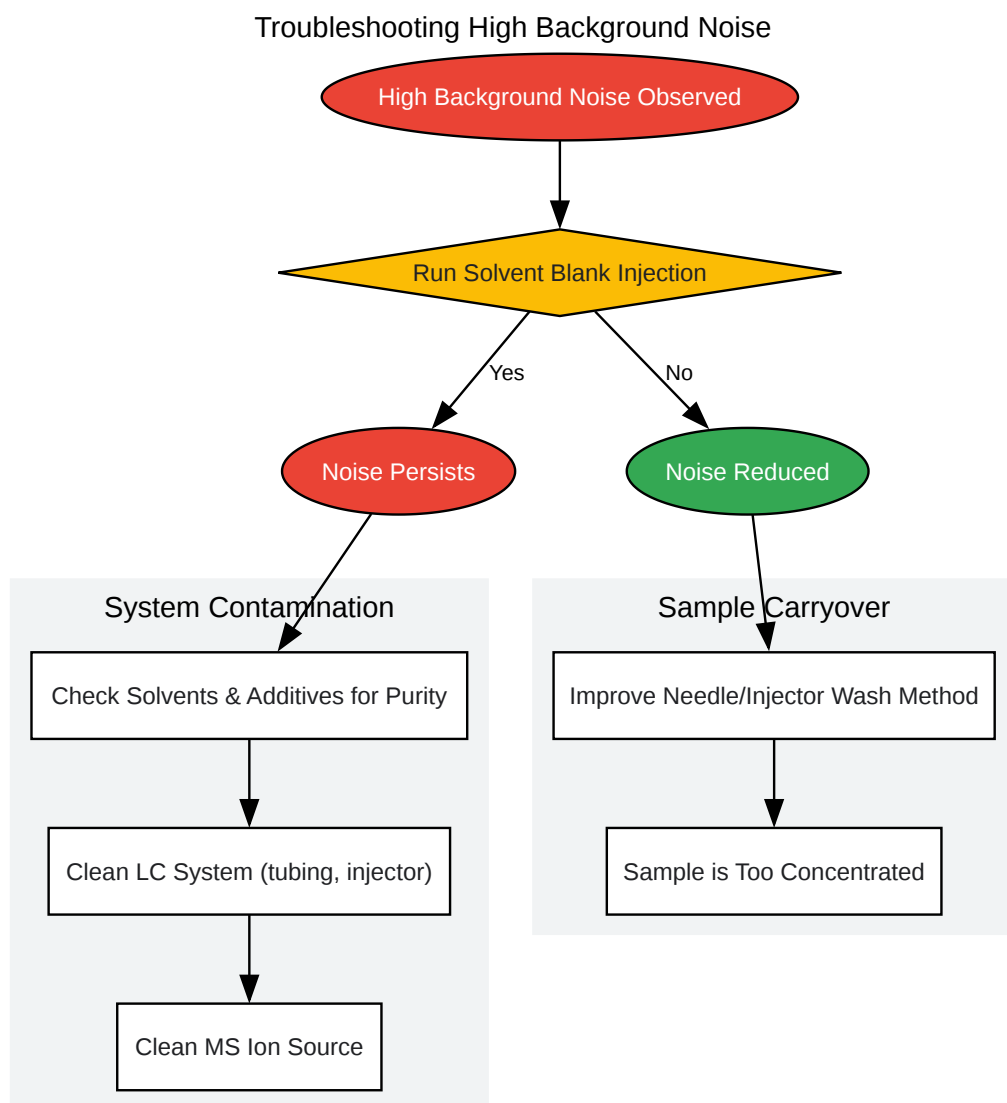 Troubleshooting High Background Noise
High Background Noise Observed
Run Solvent Blank Injection
Yes
No
Noise Persists
Noise Reduced
System Contamination
Sample Carryover
Check Solvents & Additives for Purity
Improve Needle/Injector Wash Method
Clean LC System (tubing, injector)
Sample is Too Concentrated
Clean MS Ion Source